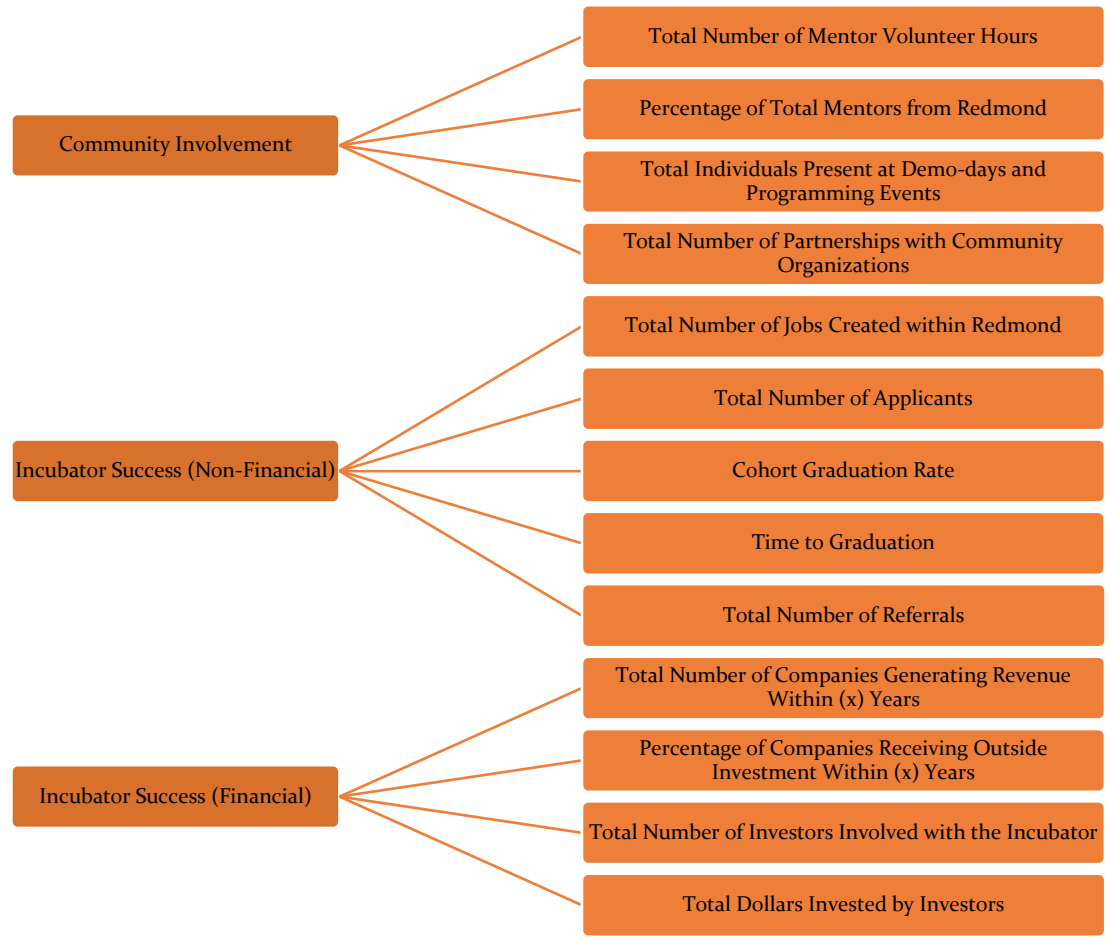 Community Involvement
Total Number of Mentor Volunteer Hours
Percentage of Total Mentors from Redmond
Total Individuals Present at Demo-days and
Programming Events
Total Number of Partnerships with Community
Organizations
Incubator Success (Non-Financial)
Total Number of Jobs Created within Redmond
Total Number of Applicants
Cohort Graduation Rate
Time to Graduation
Total Number of Referrals
Incubator Success (Financial)
Total Number of Companies Generating Revenue
Within (x) Years
Percentage of Companies Receiving Outside
Investment Within (x) Years
Total Number of Investors Involved with the Incubator
Total Dollars Invested by Investors